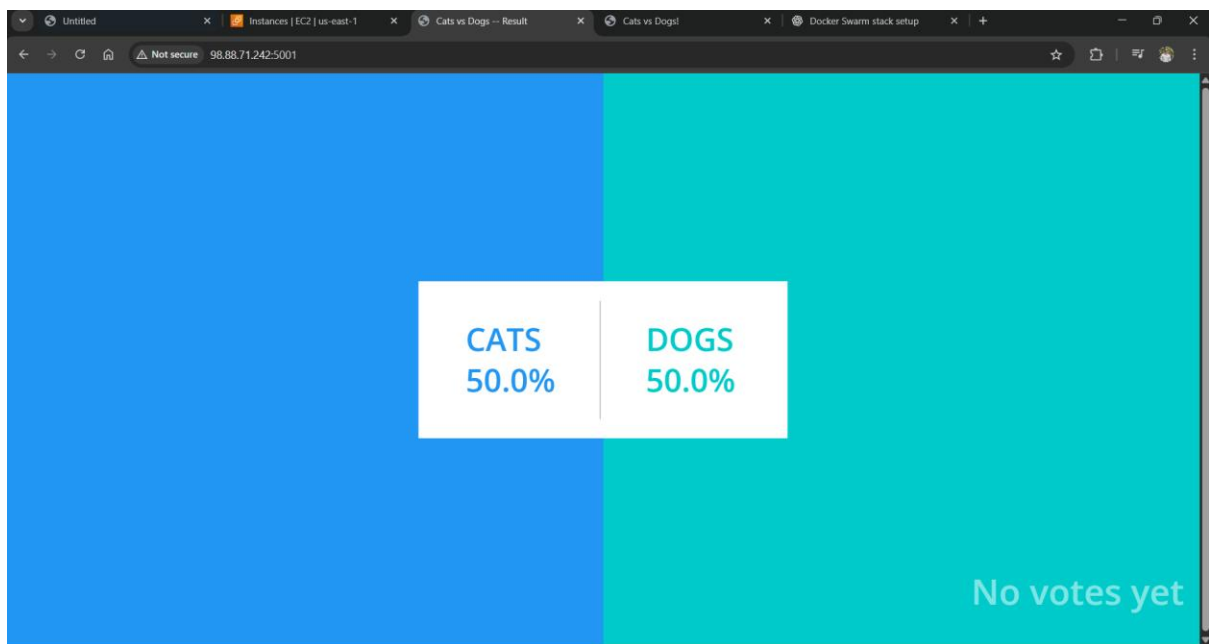 Untitled
Instances | EC2 | us-east-1
Cats vs Dogs -- Result
Cats vs Dogs!
Docker Swarm stack setup
Not secure 98.88.71.242:5001
CATS
50.0%
DOGS
50.0%
No votes yet